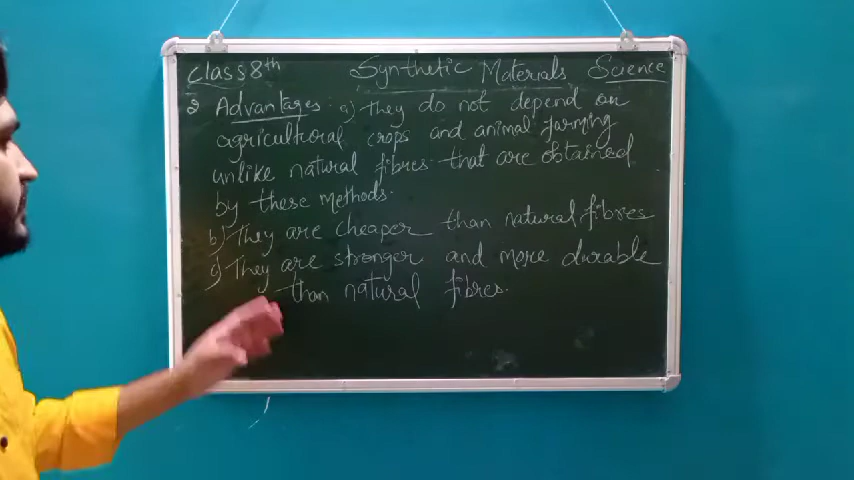 Class 8th Synthetic Materials Science
2 Advantages: a) They do not depend on
agricultural crops and animal farming
unlike natural fibres that are obtained
by these methods.
b) They are cheaper than natural fibres
c) They are stronger and more durable
than natural fibres.